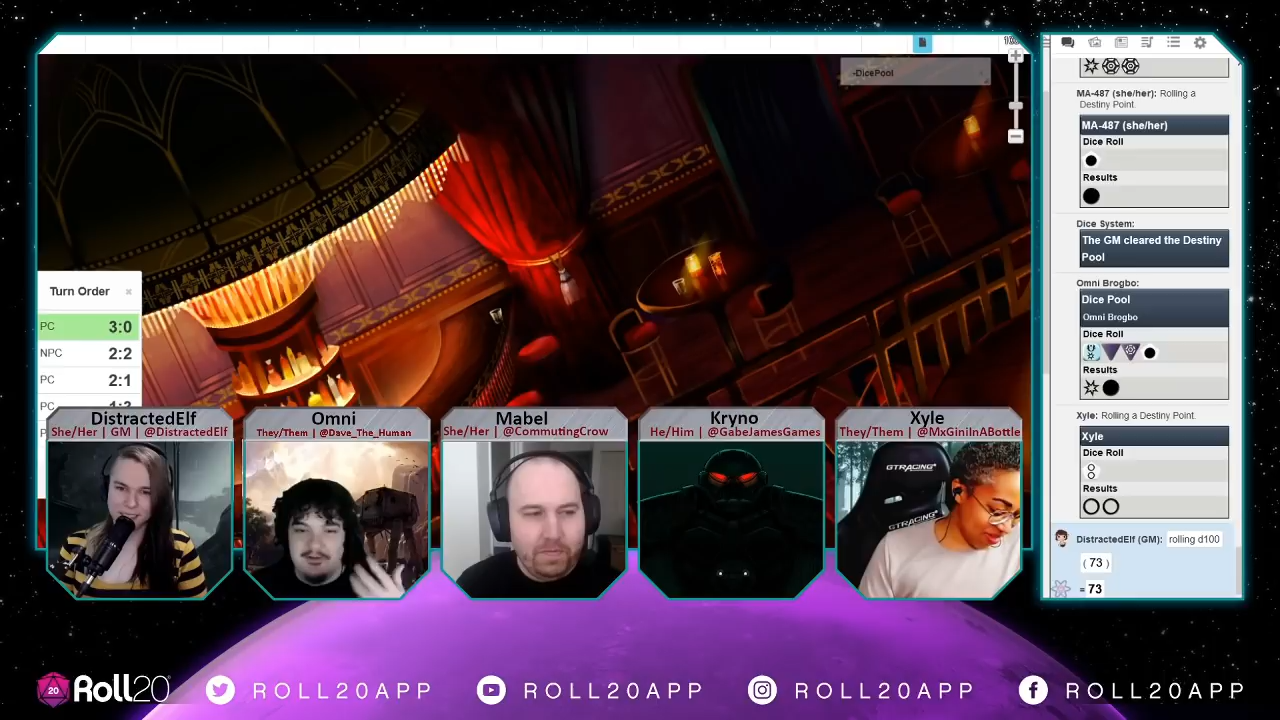 -DicePool
Turn Order
PC 3:0
NPC 2:2
PC 2:1
DistractedElf
She/Her | GM | @DistractedElf
Omni
They/Them | @Dave_The_Human
Mabel
She/Her | @CommutingCrow
Kryno
He/Him | @GabeJamesGames
Xyle
They/Them | @MxGiniInABottle
GTRACING
GTRACING
MA-487 (she/her): Rolling a
Destiny Point.
MA-487 (she/her)
Dice Roll
Results
Dice System:
The GM cleared the Destiny
Pool
Omni Brogbo:
Dice Pool
Omni Brogbo
Dice Roll
Results
Xyle: Rolling a Destiny Point.
Xyle
Dice Roll
Results
DistractedElf (GM): rolling d100
( 73 )
= 73
20 Roll20
ROLL20APP
ROLL20APP
ROLL20APP
ROLL20APP